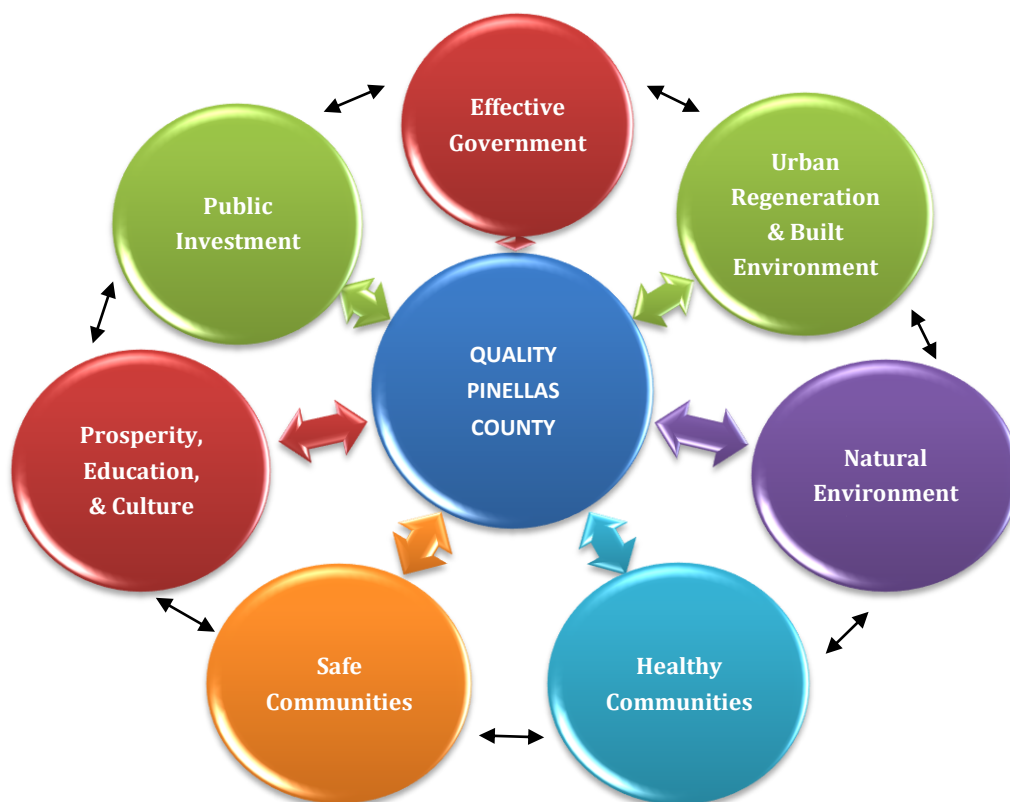 Effective
Government
Urban
Regeneration
& Built
Environment
Public
Investment
QUALITY
PINELLAS
COUNTY
Prosperity,
Education,
& Culture
Natural
Environment
Safe
Communities
Healthy
Communities